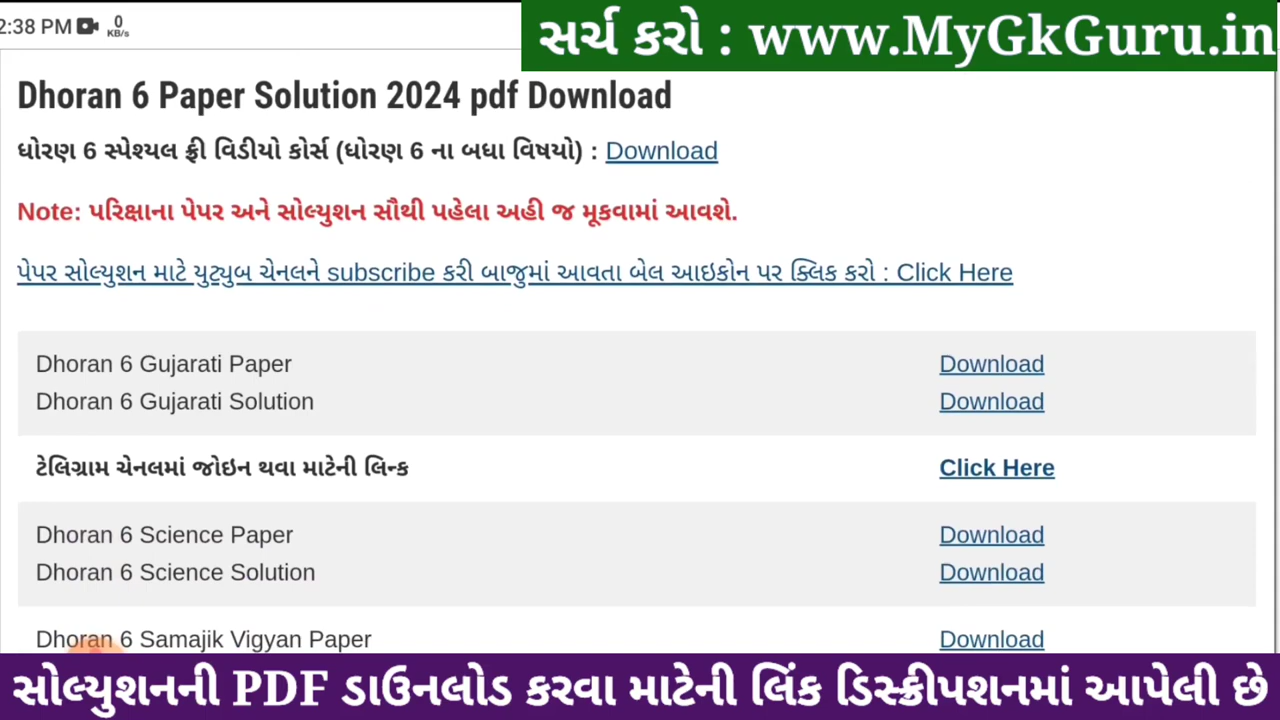 2:38 PM 0 KB/s
સર્ચ કરો : www.MyGkGuru.in
Dhoran 6 Paper Solution 2024 pdf Download
ધોરણ 6 સ્પેશ્યલ ફ્રી વિડીયો કોર્સ (ધોરણ 6 ના બધા વિષયો) : Download
Note: પરિક્ષાના પેપર અને સોલ્યુશન સૌથી પહેલા અહી જ મૂકવામાં આવશે.
પેપર સોલ્યુશન માટે યુટ્યુબ ચેનલને subscribe કરી બાજુમાં આવતા બેલ આઇકોન પર ક્લિક કરો : Click Here
Dhoran 6 Gujarati Paper Download
Dhoran 6 Gujarati Solution Download
ટેલિગ્રામ ચેનલમાં જોઇન થવા માટેની લિન્ક Click Here
Dhoran 6 Science Paper Download
Dhoran 6 Science Solution Download
Dhoran 6 Samajik Vigyan Paper Download
સોલ્યુશનની PDF ડાઉનલોડ કરવા માટેની લિંક ડિસ્ક્રીપશનમાં આપેલી છે